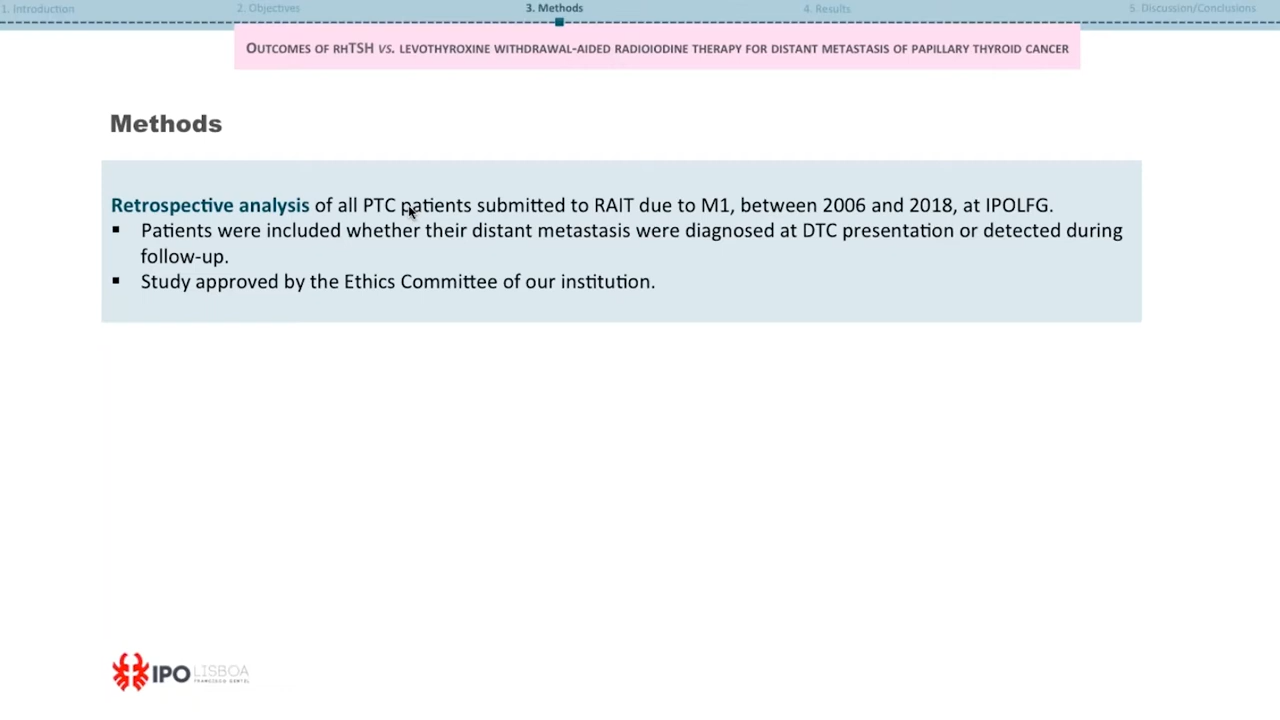 1. Introduction
2. Objectives
3. Methods
4. Results
5. Discussion/Conclusions
Outcomes of rhTSH vs. levothyroxine withdrawal-aided radioiodine therapy for distant metastasis of papillary thyroid cancer
Methods
Retrospective analysis of all PTC patients submitted to RAIT due to M1, between 2006 and 2018, at IPOLFG.
▪ Patients were included whether their distant metastasis were diagnosed at DTC presentation or detected during
follow-up.
▪ Study approved by the Ethics Committee of our institution.
IPO LISBOA
FRANCISCO GENTIL